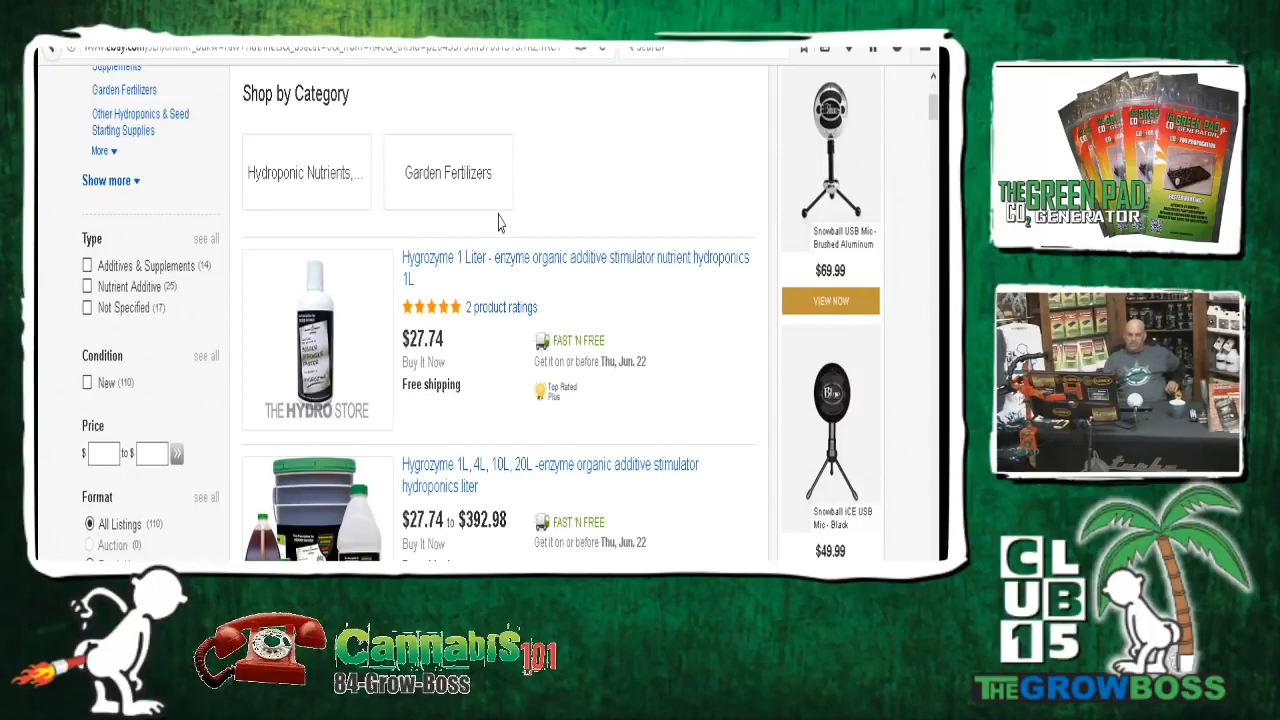 Supplements
Garden Fertilizers
Other Hydroponics & Seed
Starting Supplies
More
Show more
Type see all
Additives & Supplements (14)
Nutrient Additive (25)
Not Specified (17)
Condition see all
New (110)
Price
$ to $
Format see all
All Listings (110)
Auction (0)
Shop by Category
Hydroponic Nutrients,...
Garden Fertilizers
Hygrozyme 1 Liter - enzyme organic additive stimulator nutrient hydroponics
1L
2 product ratings
$27.74
Buy It Now
Free shipping
FAST 'N FREE
Get it on or before Thu, Jun. 22
Top Rated
Plus
THE HYDRO STORE
Hygrozyme 1L, 4L, 10L, 20L -enzyme organic additive stimulator
hydroponics liter
$27.74 to $392.98
Buy It Now
FAST 'N FREE
Get it on or before Thu, Jun. 22
Snowball USB Mic -
Brushed Aluminum
$69.99
VIEW NOW
Snowball iCE USB
Mic - Black
$49.99
THE GREEN PAD
CO2 GENERATOR
CLUB 15
THEGROWBOSS
Cannabis 101
84-Grow-Boss